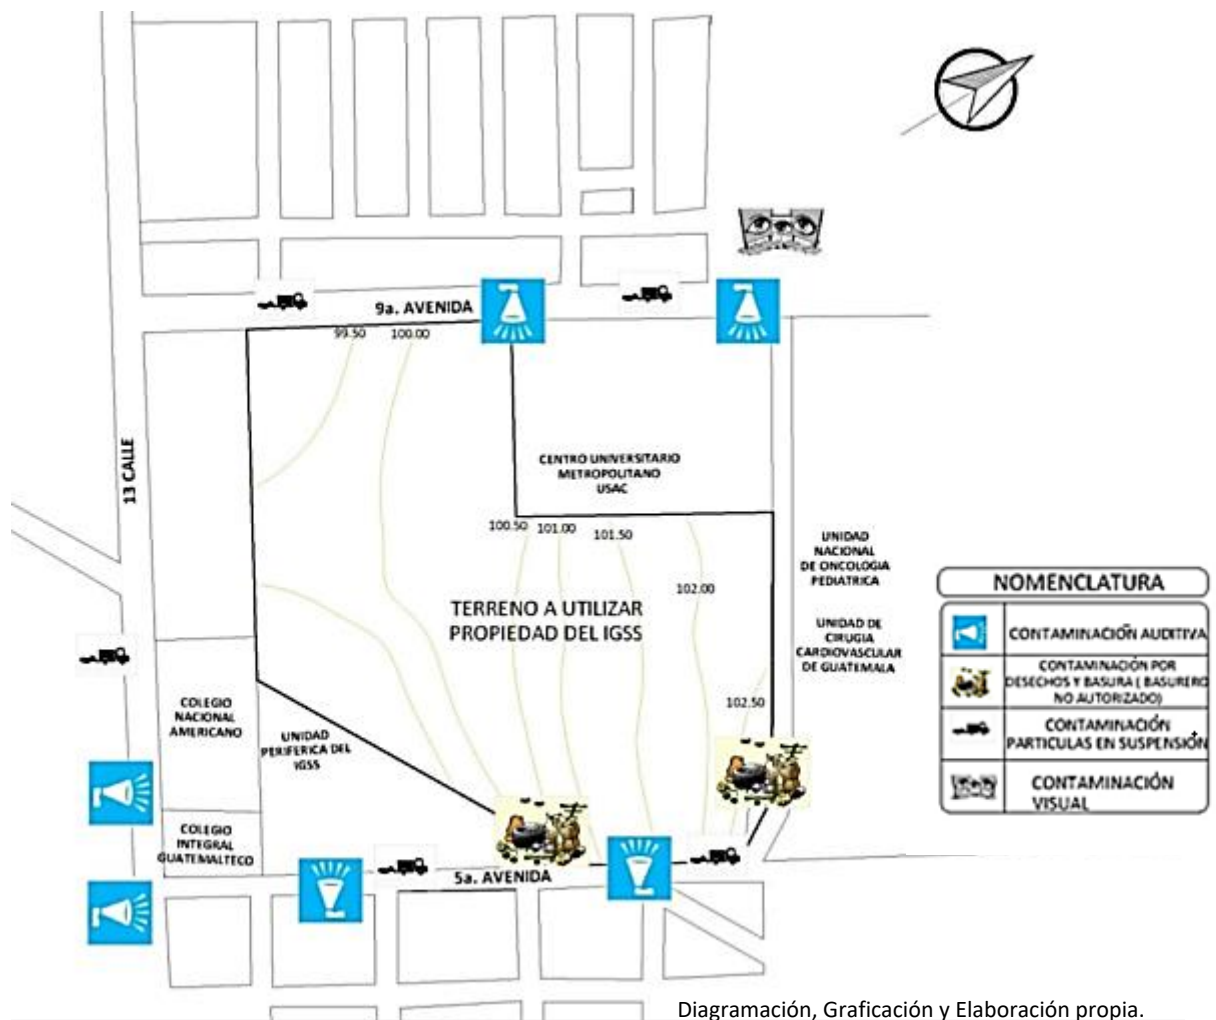 9a. AVENIDA
99.50
100.00
13 CALLE
CENTRO UNIVERSITARIO
METROPOLITANO
USAC
100.50
101.00
101.50
102.00
102.50
TERRENO A UTILIZAR
PROPIEDAD DEL IGSS
UNIDAD
NACIONAL
DE ONCOLOGIA
PEDIATRICA
UNIDAD DE
CIRUGIA
CARDIOVASCULAR
DE GUATEMALA
COLEGIO
NACIONAL
AMERICANO
UNIDAD
PERIFERICA DEL
IGSS
COLEGIO
INTEGRAL
GUATEMALTECO
5a. AVENIDA
NOMENCLATURA
CONTAMINACIÓN AUDITIVA
CONTAMINACIÓN POR
DESECHOS Y BASURA ( BASURERO
NO AUTORIZADO)
CONTAMINACIÓN
PARTICULAS EN SUSPENSIÓN
CONTAMINACIÓN
VISUAL
Diagramación, Graficación y Elaboración propia.